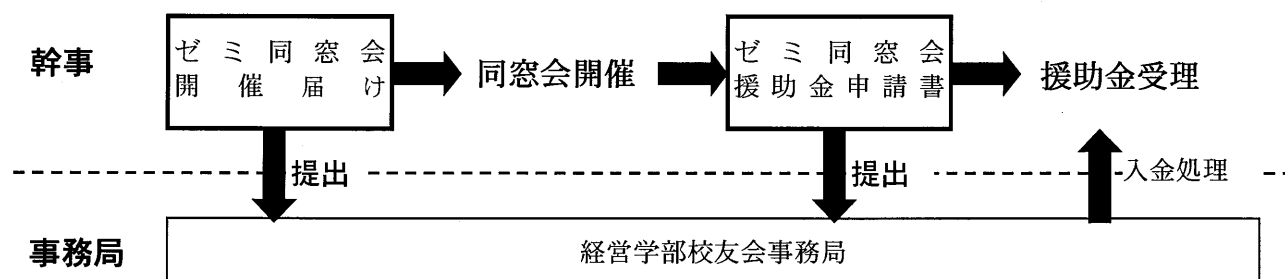 幹事
ゼミ同窓会
開催届け
同窓会開催
ゼミ同窓会
援助金申請書
援助金受理
提出
提出
入金処理
事務局
経営学部校友会事務局